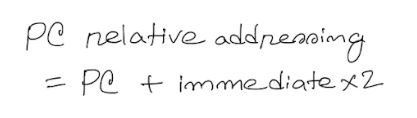 PC relative addressing
= PC + immediate x2